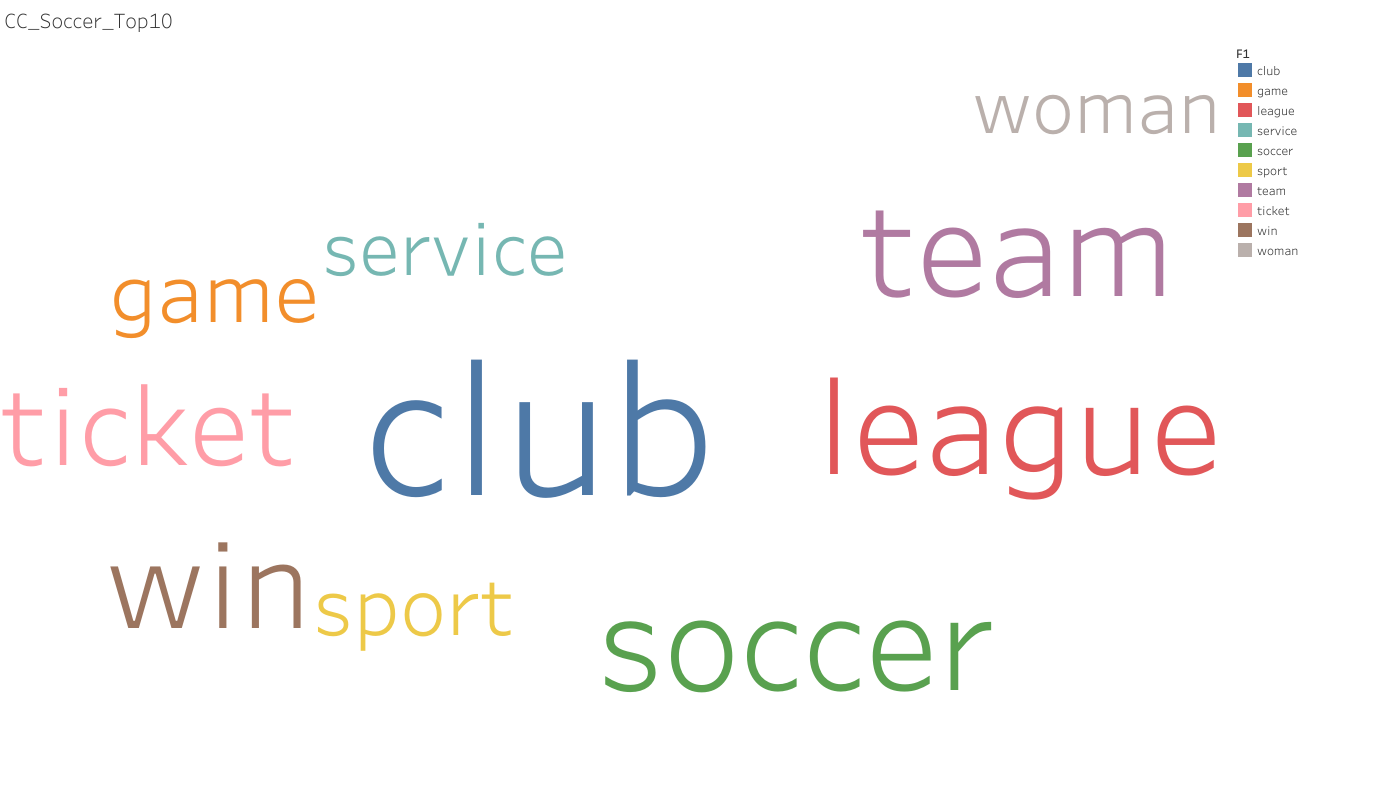 CC_Soccer_Top10
F1
club
game
league
service
soccer
sport
team
ticket
win
woman
woman
team
service
game
ticket
club
league
win
sport
soccer